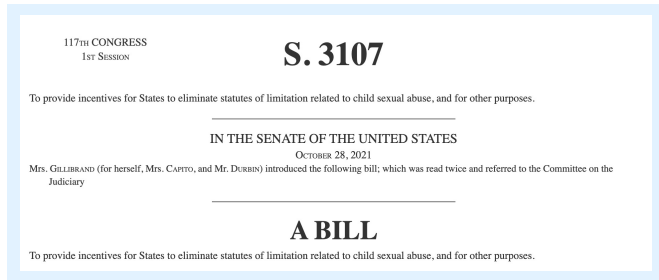 117TH CONGRESS
1ST SESSION
S. 3107
To provide incentives for States to eliminate statutes of limitation related to child sexual abuse, and for other purposes.
IN THE SENATE OF THE UNITED STATES
OCTOBER 28, 2021
Mrs. GILLIBRAND (for herself, Mrs. CAPITO, and Mr. DURBIN) introduced the following bill; which was read twice and referred to the Committee on the
Judiciary
A BILL
To provide incentives for States to eliminate statutes of limitation related to child sexual abuse, and for other purposes.